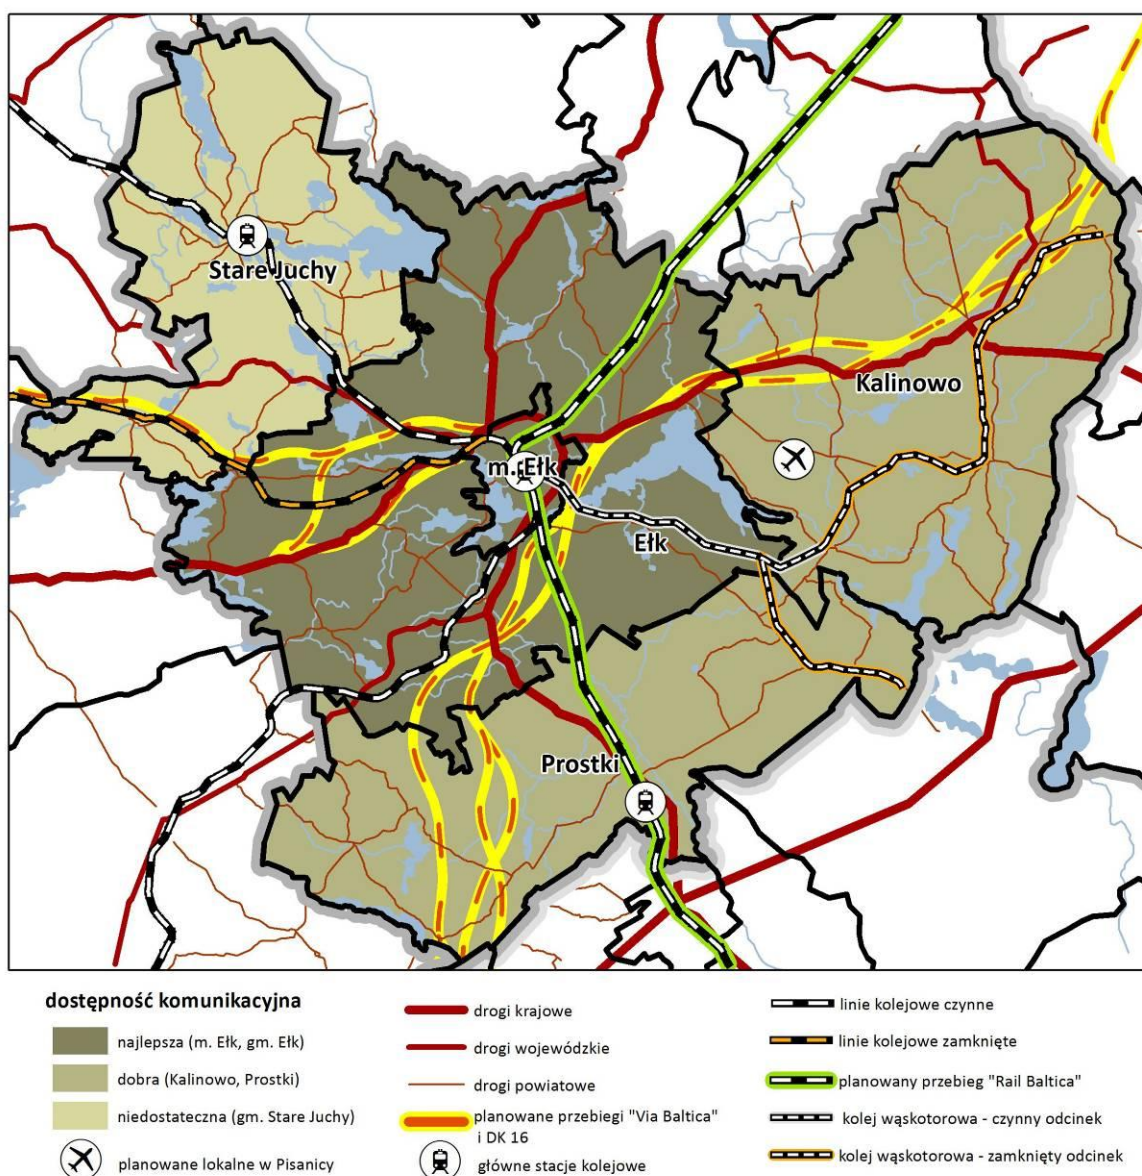 Stare Juchy
Kalinowo
m. Ełk
Ełk
Prostki
dostępność komunikacyjna
najlepsza (m. Ełk, gm. Ełk)
dobra (Kalinowo, Prostki)
niedostateczna (gm. Stare Juchy)
planowane lokalne w Pisanicy
drogi krajowe
drogi wojewódzkie
drogi powiatowe
planowane przebiegi "Via Baltica"
i DK 16
główne stacje kolejowe
linie kolejowe czynne
linie kolejowe zamknięte
planowany przebieg "Rail Baltica"
kolej wąskotorowa - czynny odcinek
kolej wąskotorowa - zamknięty odcinek